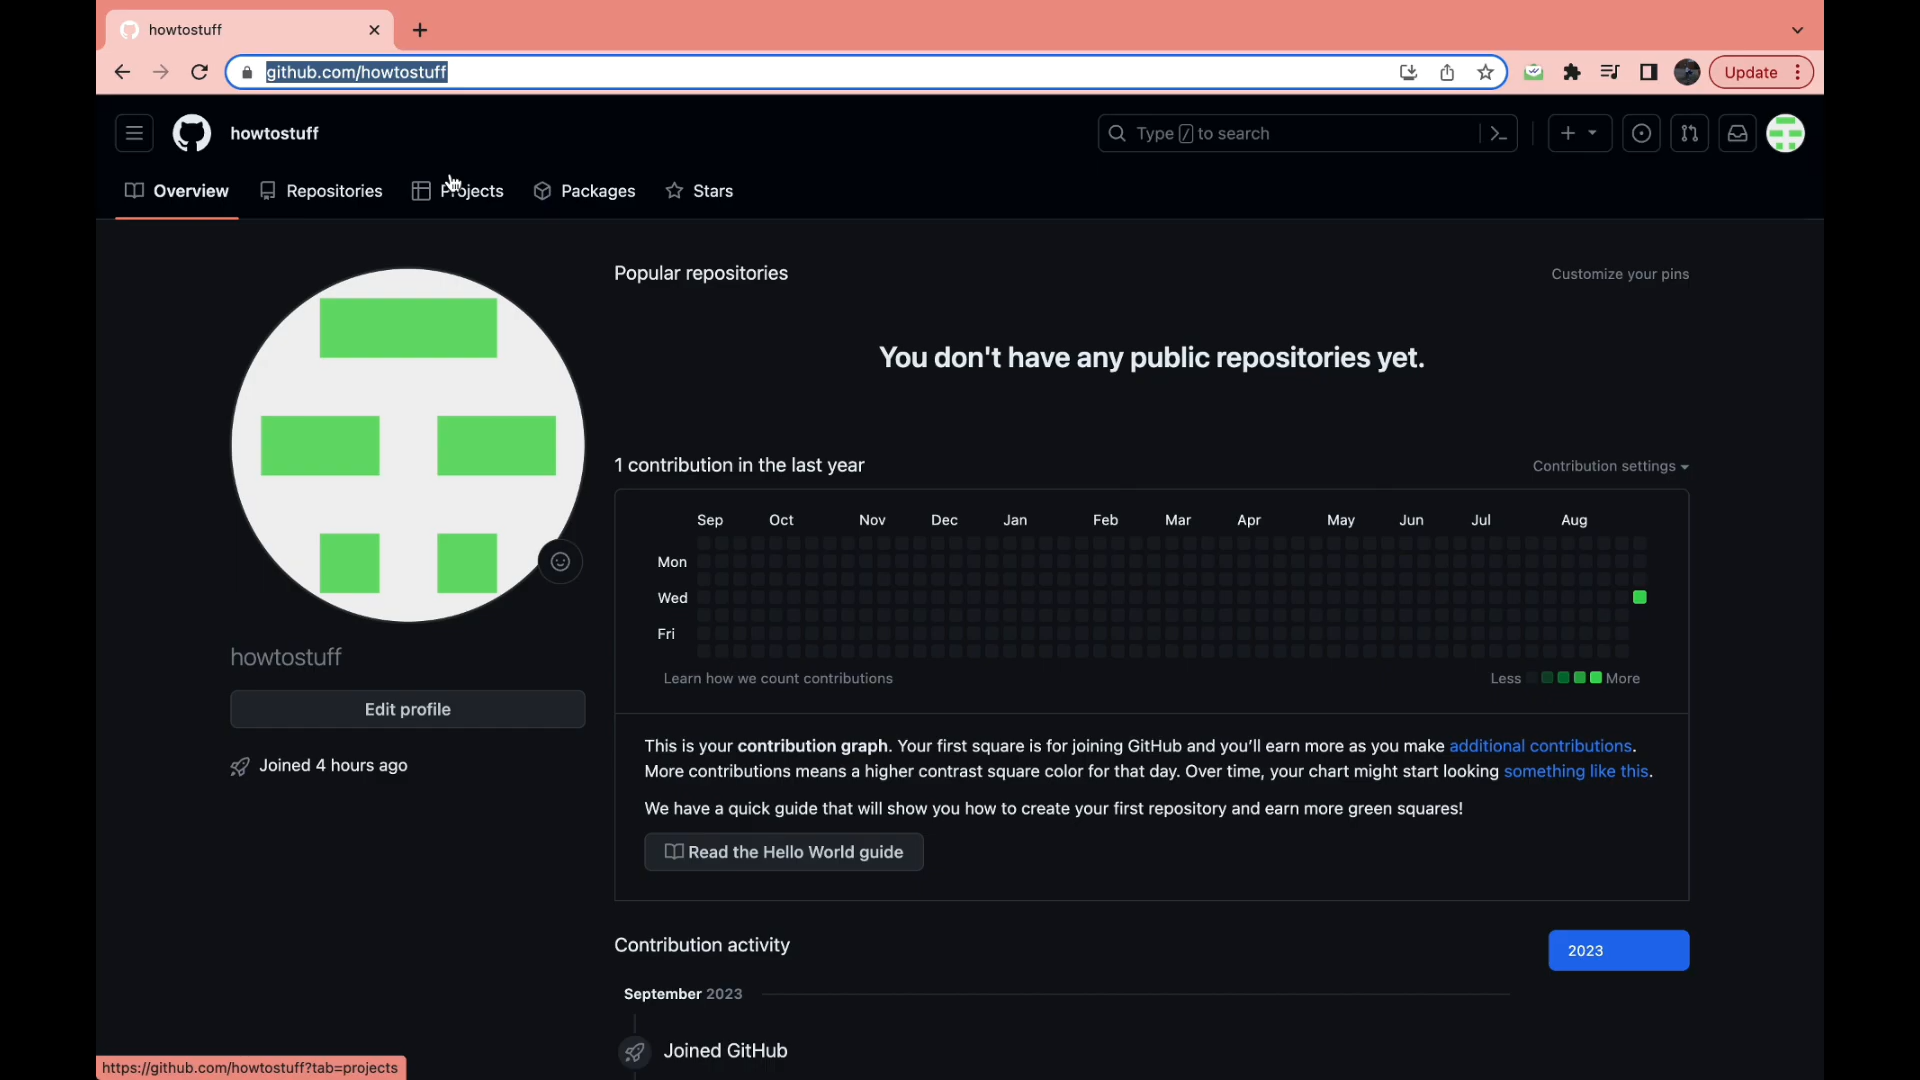 howtostuff
github.com/howtostuff
Update
howtostuff
Type / to search
Overview Repositories Projects Packages Stars
Popular repositories
Customize your pins
You don't have any public repositories yet.
1 contribution in the last year
Contribution settings
Sep Oct Nov Dec Jan Feb Mar Apr May Jun Jul Aug
Mon
Wed
Fri
Learn how we count contributions
Less More
howtostuff
Edit profile
Joined 4 hours ago
This is your contribution graph. Your first square is for joining GitHub and you'll earn more as you make additional contributions.
More contributions means a higher contrast square color for that day. Over time, your chart might start looking something like this.
We have a quick guide that will show you how to create your first repository and earn more green squares!
Read the Hello World guide
Contribution activity
2023
September 2023
Joined GitHub
https://github.com/howtostuff?tab=projects